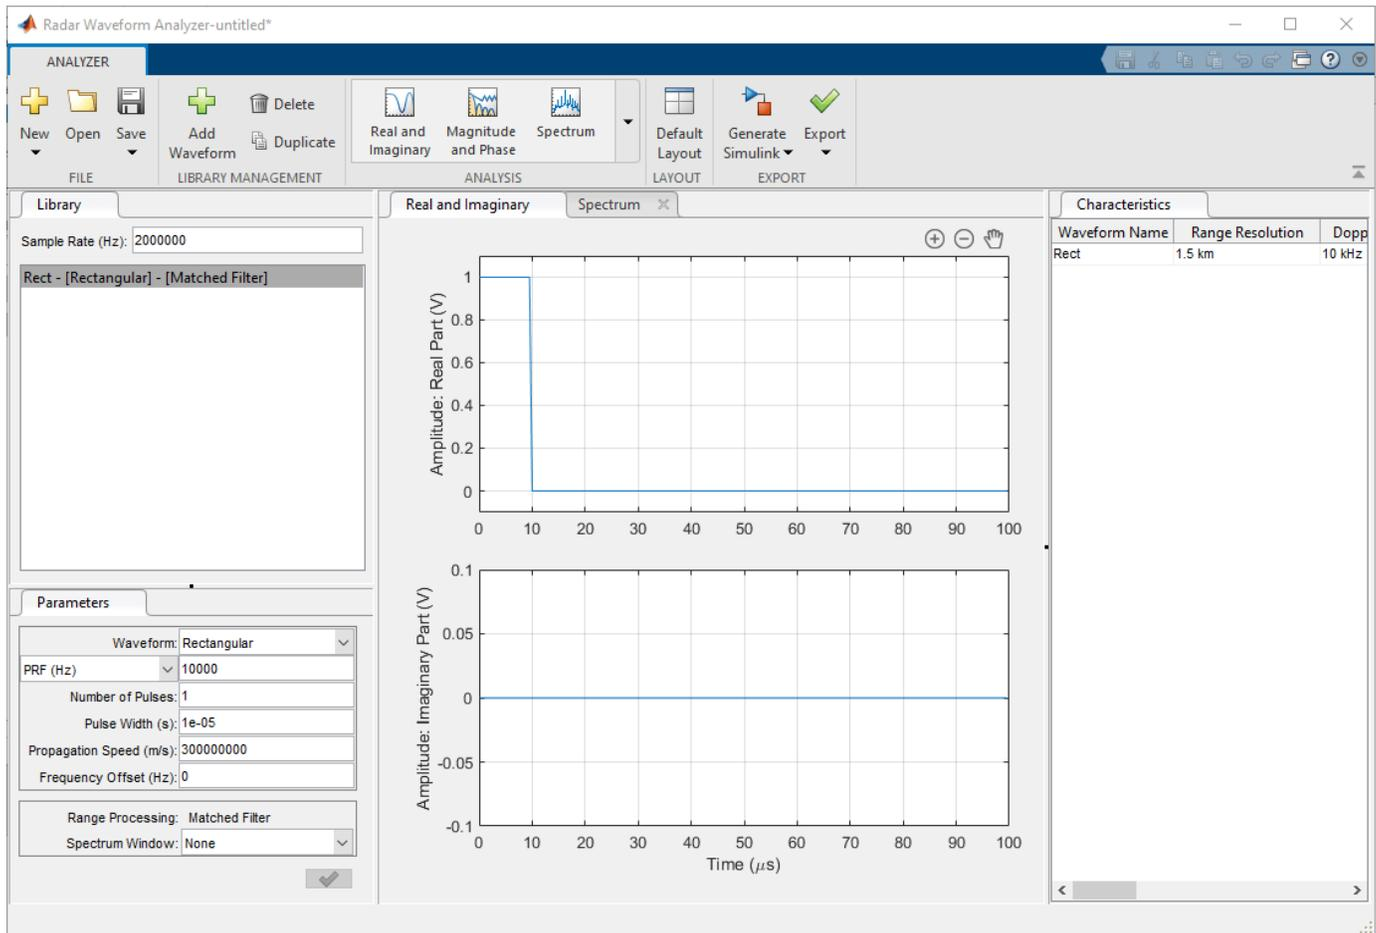 Radar Waveform Analyzer-untitled*
ANALYZER
New
Open
Save
Add
Waveform
Delete
Duplicate
Real and
Imaginary
Magnitude
and Phase
Spectrum
Default
Layout
Generate
Simulink
Export
FILE
LIBRARY MANAGEMENT
ANALYSIS
LAYOUT
EXPORT
Library
Sample Rate (Hz): 2000000
Rect - [Rectangular] - [Matched Filter]
Parameters
Waveform: Rectangular
PRF (Hz) 10000
Number of Pulses: 1
Pulse Width (s): 1e-05
Propagation Speed (m/s): 300000000
Frequency Offset (Hz): 0
Range Processing: Matched Filter
Spectrum Window: None
Real and Imaginary
Spectrum
Amplitude: Real Part (V)
1
0.8
0.6
0.4
0.2
0
0 10 20 30 40 50 60 70 80 90 100
Amplitude: Imaginary Part (V)
0.1
0.05
0
-0.05
-0.1
0 10 20 30 40 50 60 70 80 90 100
Time (μs)
Characteristics
Waveform Name Range Resolution Dopp
Rect 1.5 km 10 kHz